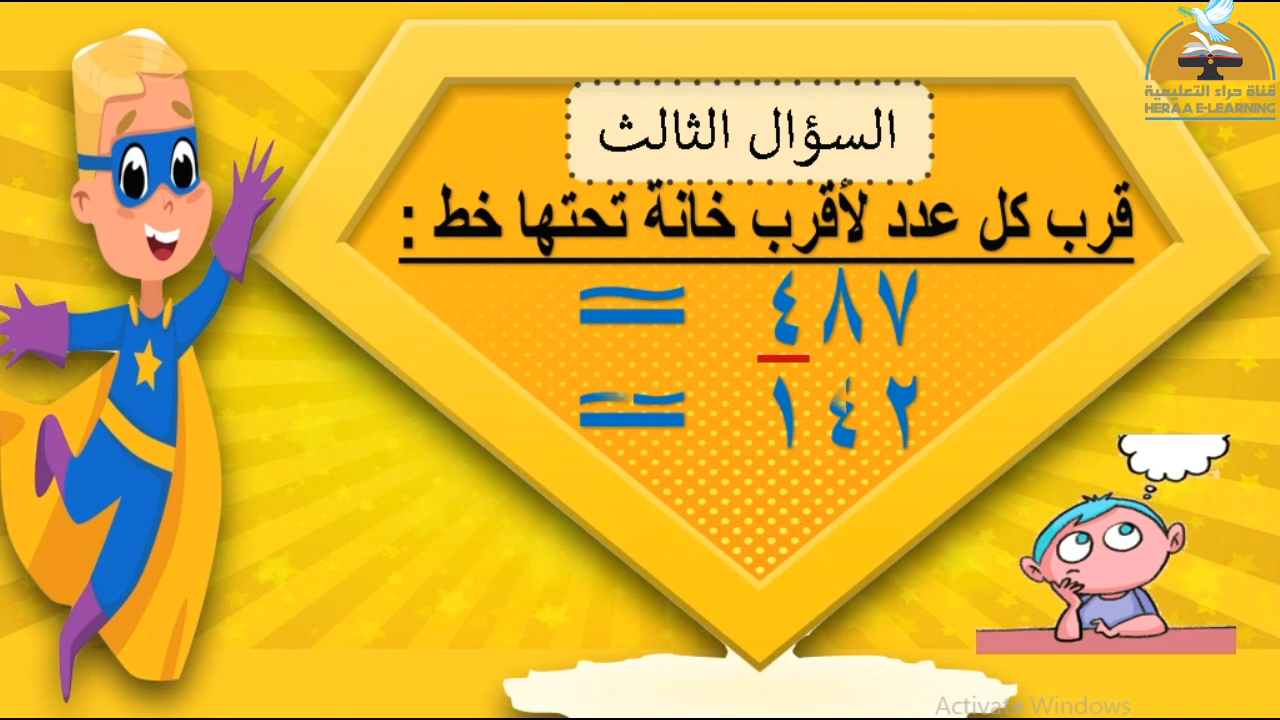 قناة حراء التعليمية
HERAA E-LEARNING
السؤال الثالث
قرب كل عدد لأقرب خانة تحتها خط :
٤٨٧ ≃
١٤٢ ≃
Activate Windows